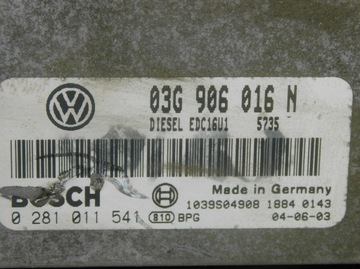 03G 906 016 N
DIESEL EDC16U1 5735
BOSCH
Made in Germany
1039S04908 1884 0143
0 281 011 541 810 BPG 04-06-03